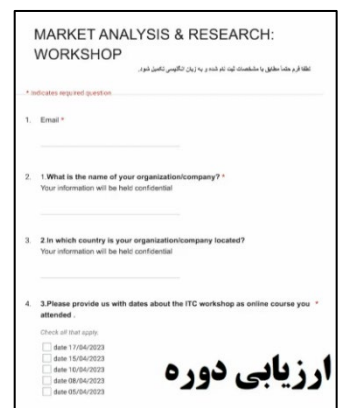 MARKET ANALYSIS & RESEARCH:
WORKSHOP
لطفا فرم حتماً مطابق با مشخصات ثبت نام شده و به زبان انگلیسی تکمیل شود.
* Indicates required question
1. Email *
2. 1.What is the name of your organization/company? *
Your information will be held confidential
3. 2.In which country is your organization/company located?
Your information will be held confidential
4. 3.Please provide us with dates about the ITC workshop as online course you *
attended .
Check all that apply.
date 17/04/2023
date 15/04/2023
date 10/04/2023
date 08/04/2023
date 05/04/2023
ارزیابی دوره